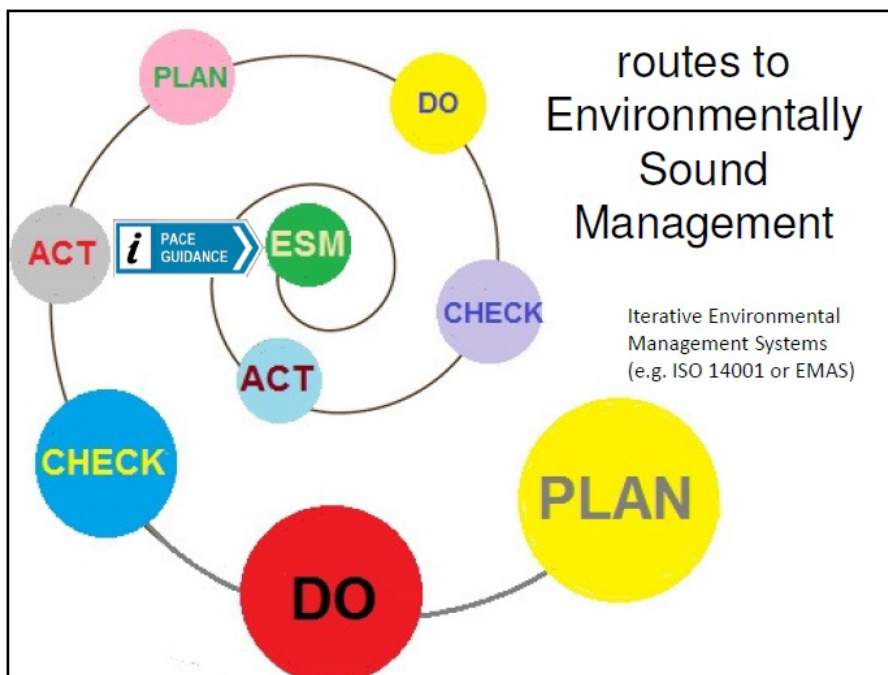 routes to
Environmentally
Sound
Management
Iterative Environmental
Management Systems
(e.g. ISO 14001 or EMAS)
PLAN
DO
CHECK
ACT
PLAN
DO
CHECK
ACT
i
PACE
GUIDANCE
ESM